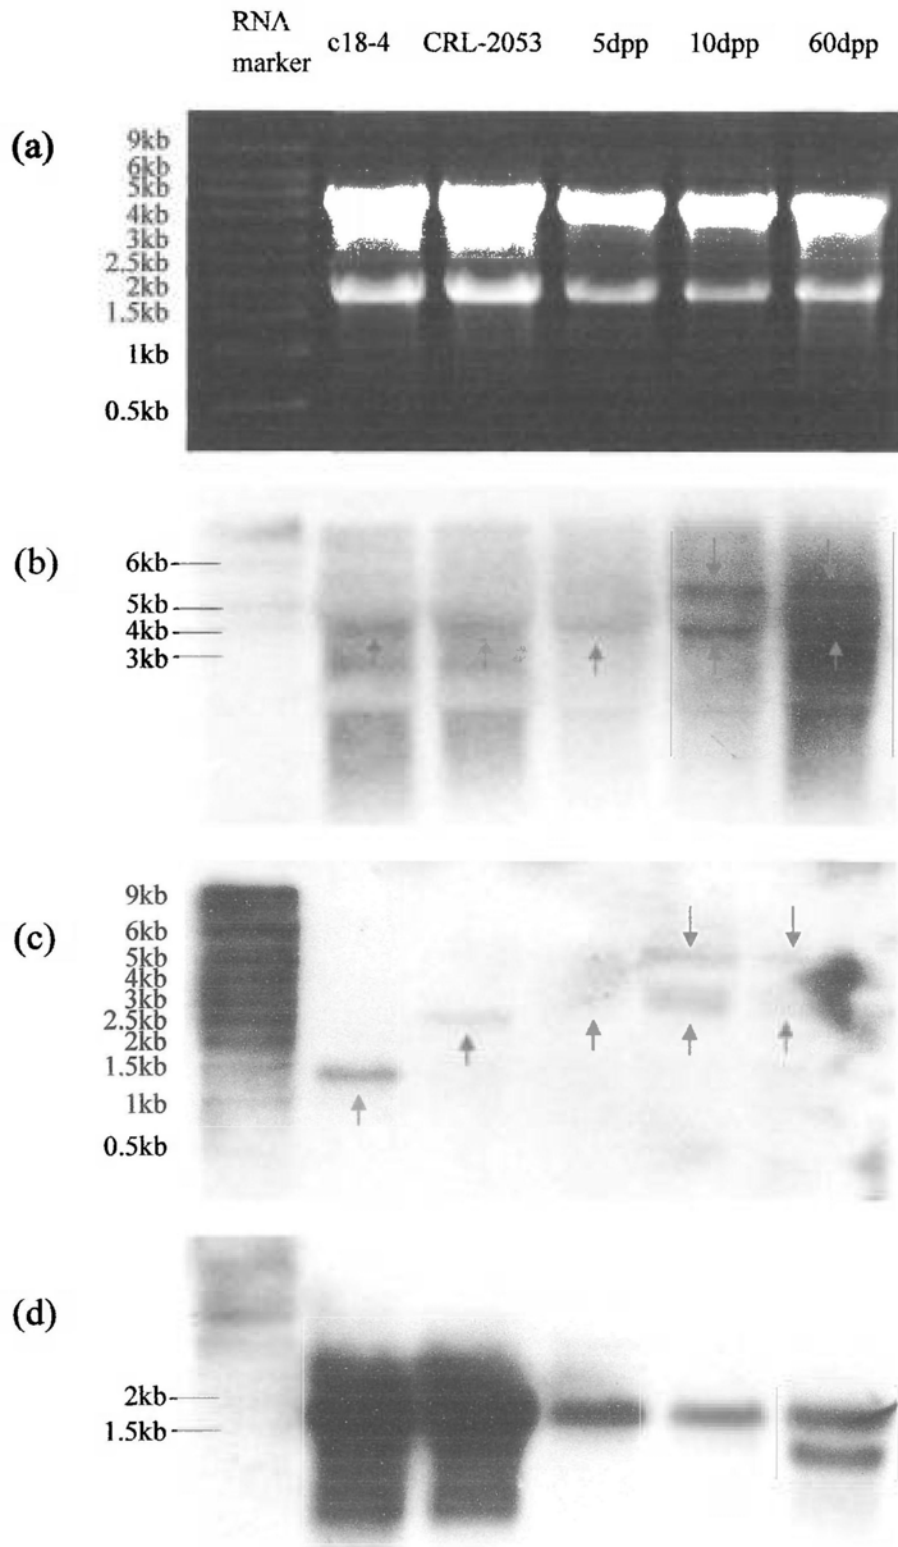 RNA
marker
c18-4 CRL-2053 5dpp 10dpp 60dpp
(a)
9kb
6kb
5kb
4kb
3kb
2.5kb
2kb
1.5kb
1kb
0.5kb
(b)
6kb
5kb
4kb
3kb
(c)
9kb
6kb
5kb
4kb
3kb
2.5kb
2kb
1.5kb
1kb
0.5kb
(d)
2kb
1.5kb